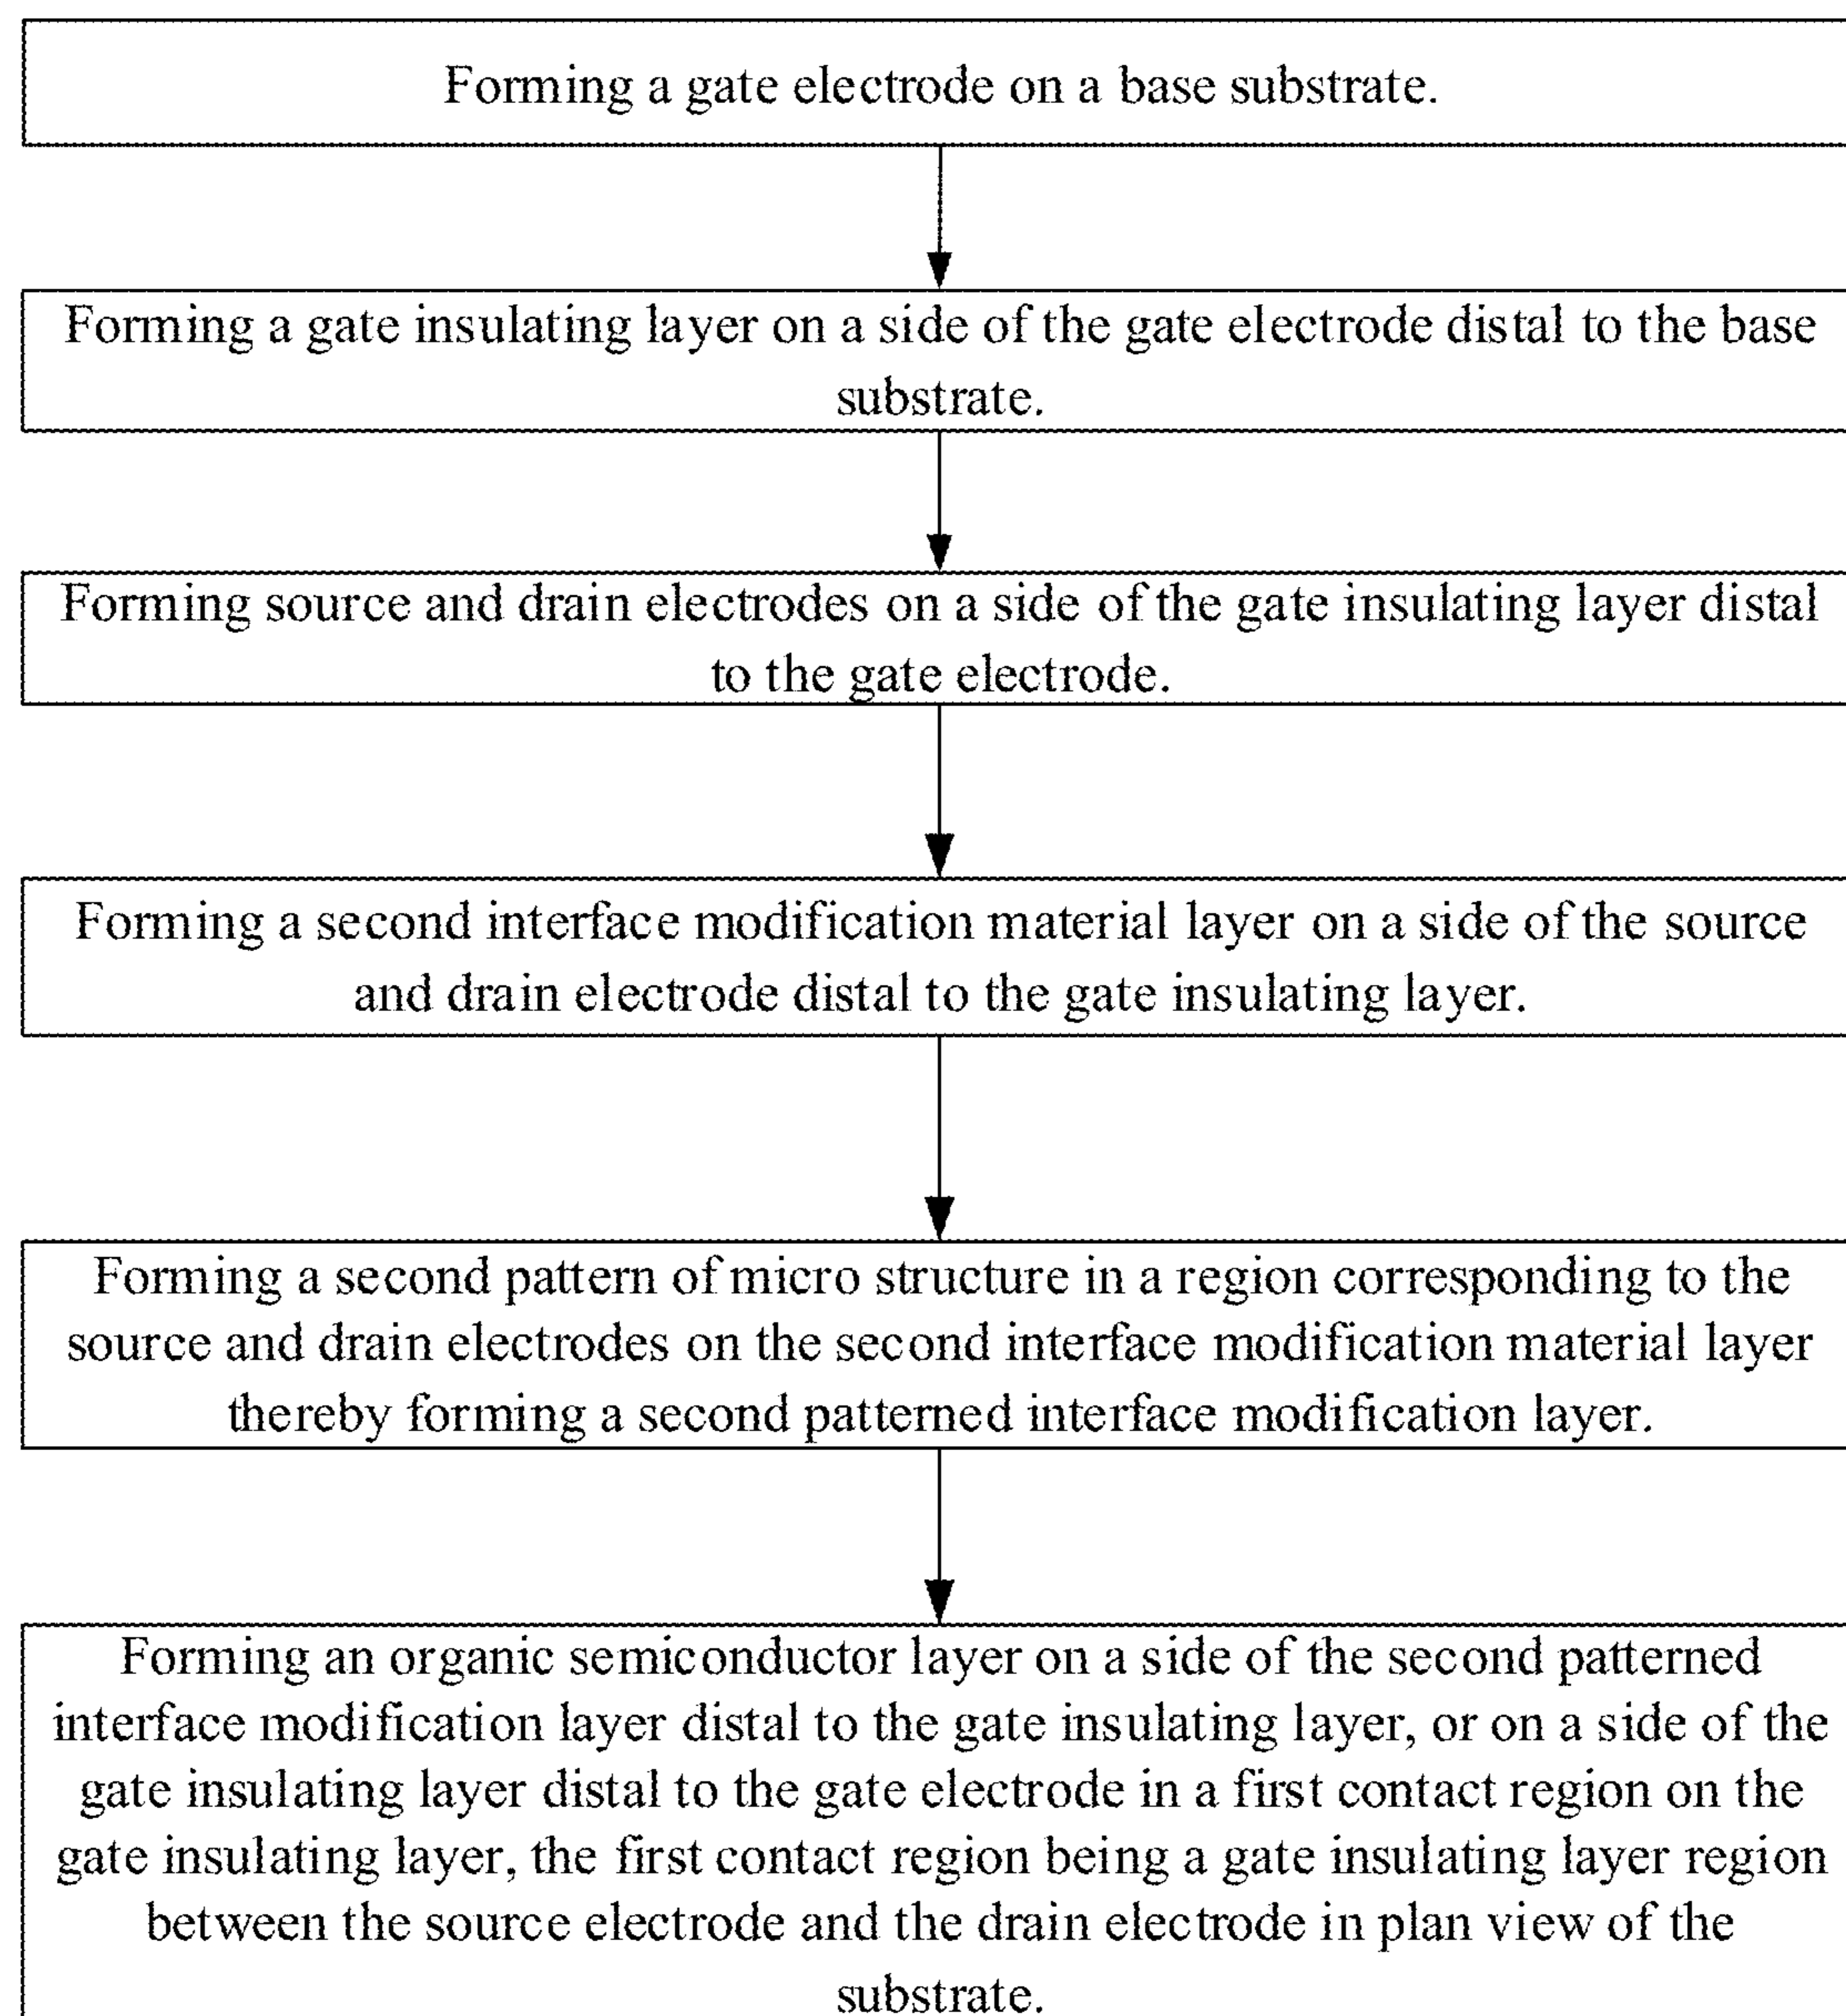 Forming a gate electrode on a base substrate.
Forming a gate insulating layer on a side of the gate electrode distal to the base
substrate.
Forming source and drain electrodes on a side of the gate insulating layer distal
to the gate electrode.
Forming a second interface modification material layer on a side of the source
and drain electrode distal to the gate insulating layer.
Forming a second pattern of micro structure in a region corresponding to the
source and drain electrodes on the second interface modification material layer
thereby forming a second patterned interface modification layer.
Forming an organic semiconductor layer on a side of the second patterned
interface modification layer distal to the gate insulating layer, or on a side of the
gate insulating layer distal to the gate electrode in a first contact region on the
gate insulating layer, the first contact region being a gate insulating layer region
between the source electrode and the drain electrode in plan view of the
substrate.